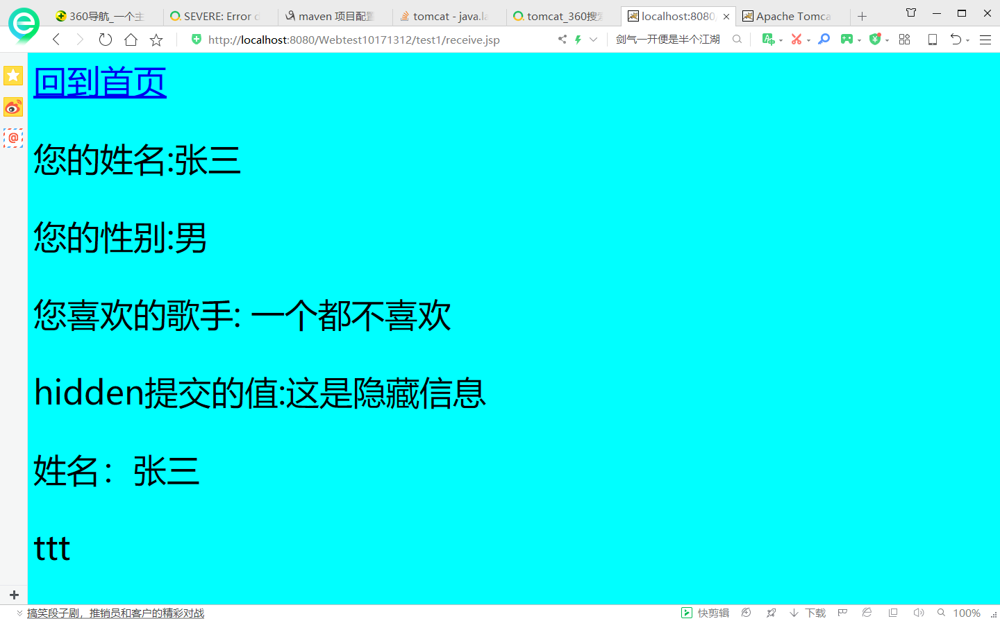 360导航_一个主
SEVERE: Error
maven 项目配置
tomcat - java.la
tomcat_360搜索
localhost:8080/
Apache Tomca
http://localhost:8080/Webtest10171312/test1/receive.jsp
剑气一开便是半个江湖
回到首页
您的姓名:张三
您的性别:男
您喜欢的歌手: 一个都不喜欢
hidden提交的值:这是隐藏信息
姓名：张三
ttt
搞笑段子剧，推销员和客户的精彩对战
快剪辑
下载
100%